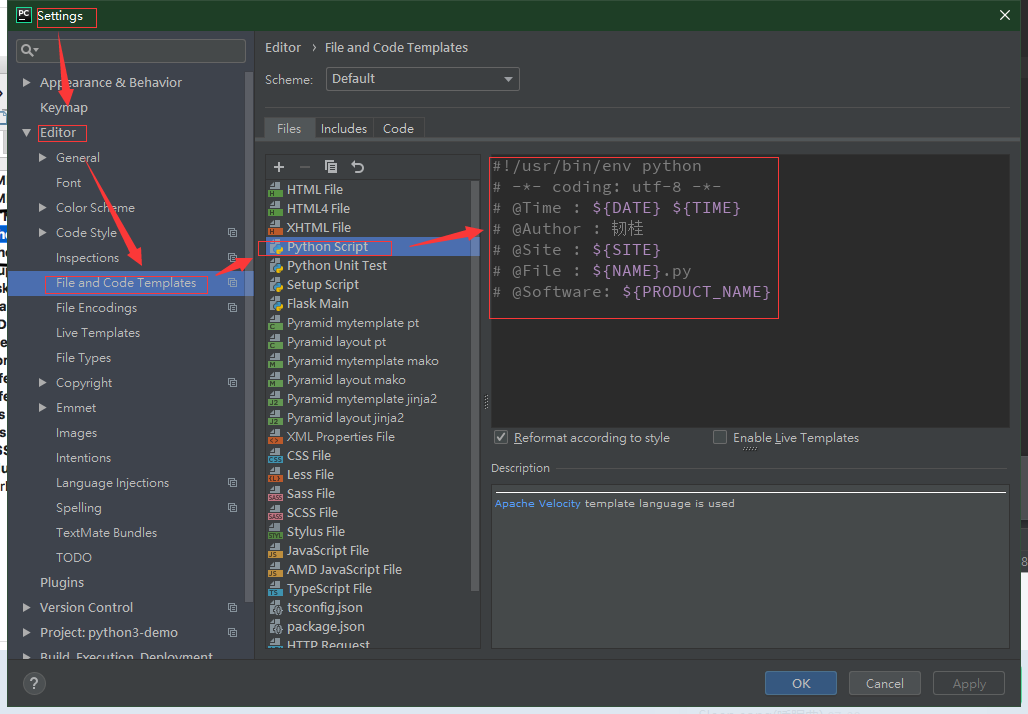 PC Settings
Appearance & Behavior
Keymap
Editor
General
Font
Color Scheme
Code Style
Inspections
File and Code Templates
File Encodings
Live Templates
File Types
Copyright
Emmet
Images
Intentions
Language Injections
Spelling
TextMate Bundles
TODO
Plugins
Version Control
Project: python3-demo
Build, Execution, Deployment
?
Editor › File and Code Templates
Scheme: Default
Files Includes Code
HTML File
HTML4 File
XHTML File
Python Script
Python Unit Test
Setup Script
Flask Main
Pyramid mytemplate pt
Pyramid layout pt
Pyramid mytemplate mako
Pyramid layout mako
Pyramid mytemplate jinja2
Pyramid layout jinja2
XML Properties File
CSS File
Less File
Sass File
SCSS File
Stylus File
JavaScript File
AMD JavaScript File
TypeScript File
tsconfig.json
package.json
HTTP Request
#!/usr/bin/env python
# -*- coding: utf-8 -*-
# @Time : ${DATE} ${TIME}
# @Author : 韧桂
# @Site : ${SITE}
# @File : ${NAME}.py
# @Software: ${PRODUCT_NAME}
Reformat according to style
Enable Live Templates
Description
Apache Velocity template language is used
OK Cancel Apply